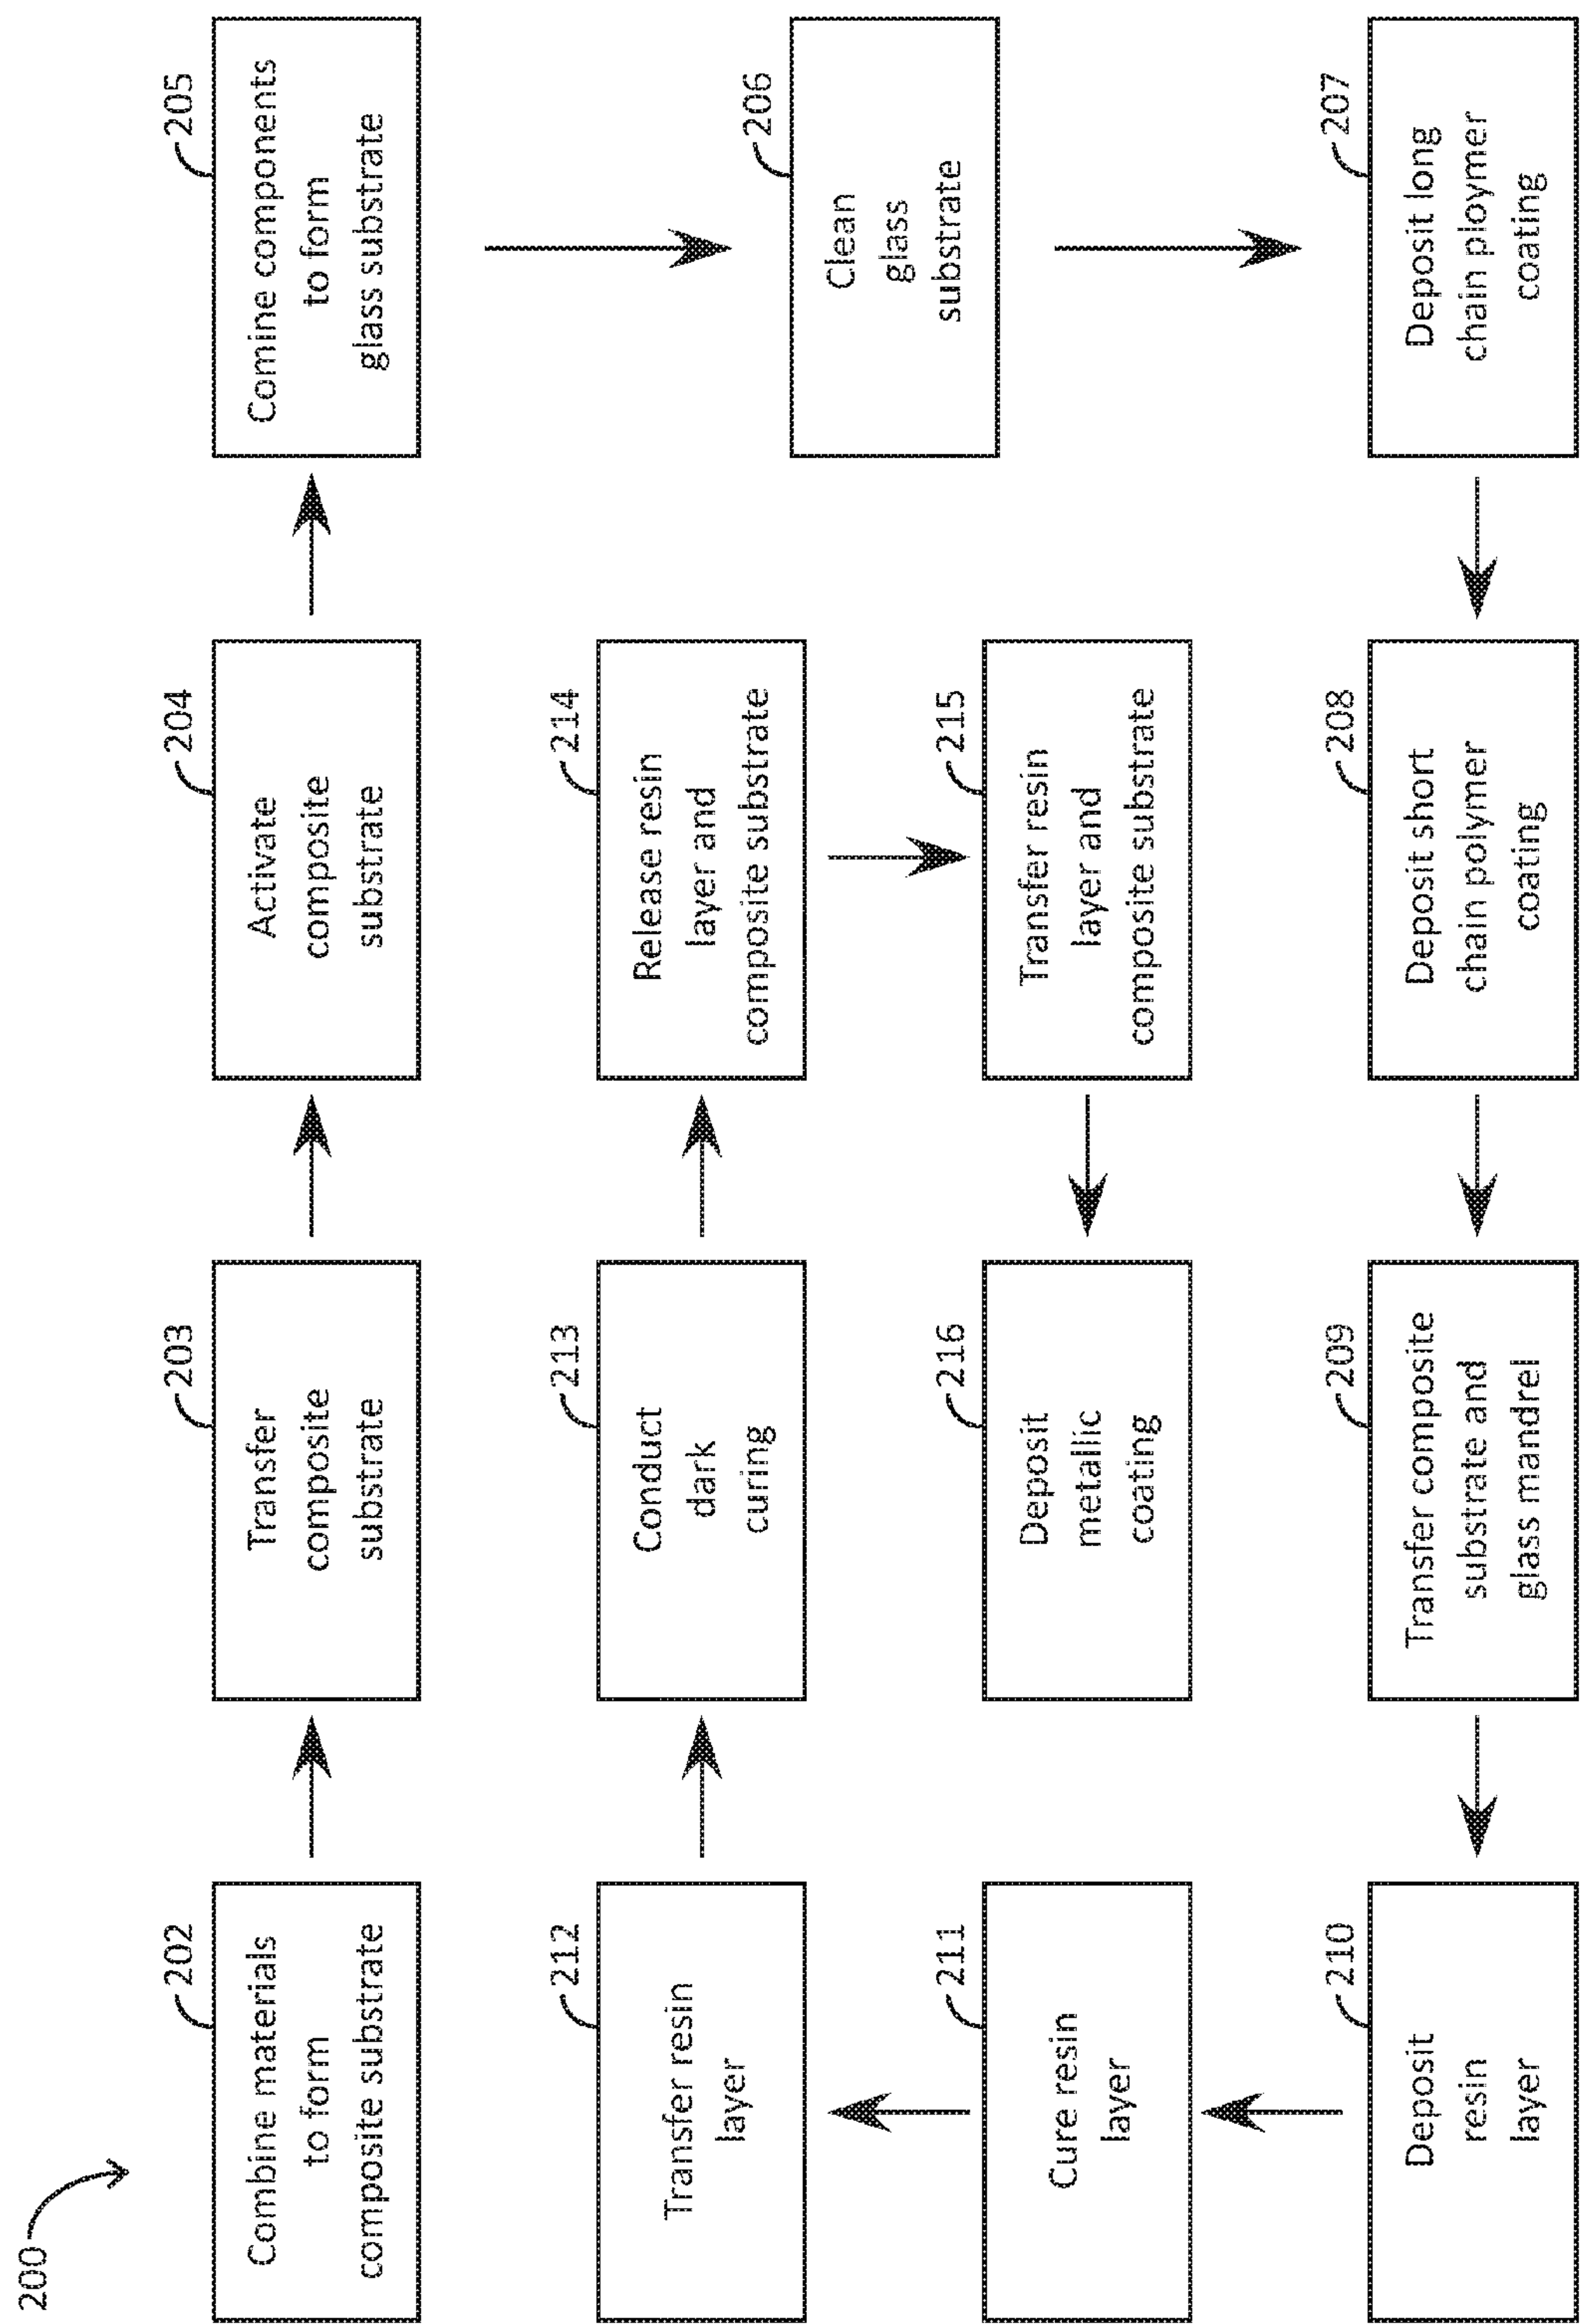 200
202
Combine materials
to form
composite substrate
203
Transfer
composite
substrate
204
Activate
composite
substrate
205
Comine components
to form
glass substrate
206
Clean
glass
substrate
207
Deposit long
chain ploymer
coating
208
Deposit short
chain polymer
coating
209
Transfer composite
substrate and
glass mandrel
210
Deposit
resin
layer
211
Cure resin
layer
212
Transfer resin
layer
213
Conduct
dark
curing
214
Release resin
layer and
composite substrate
215
Transfer resin
layer and
composite substrate
216
Deposit
metallic
coating